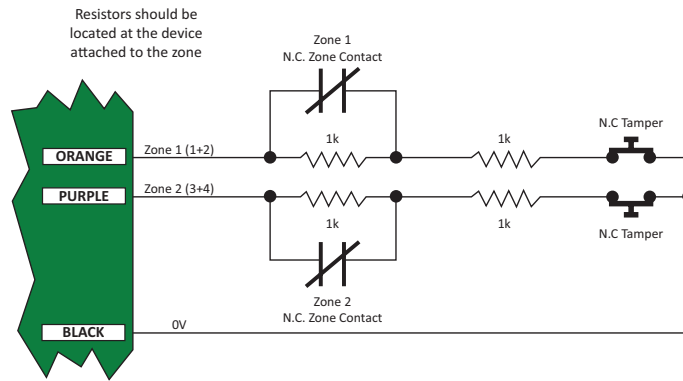 Resistors should be
located at the device
attached to the zone
Zone 1
N.C. Zone Contact
1k
1k
N.C Tamper
ORANGE
Zone 1 (1+2)
PURPLE
Zone 2 (3+4)
1k
1k
N.C Tamper
Zone 2
N.C. Zone Contact
BLACK
0V